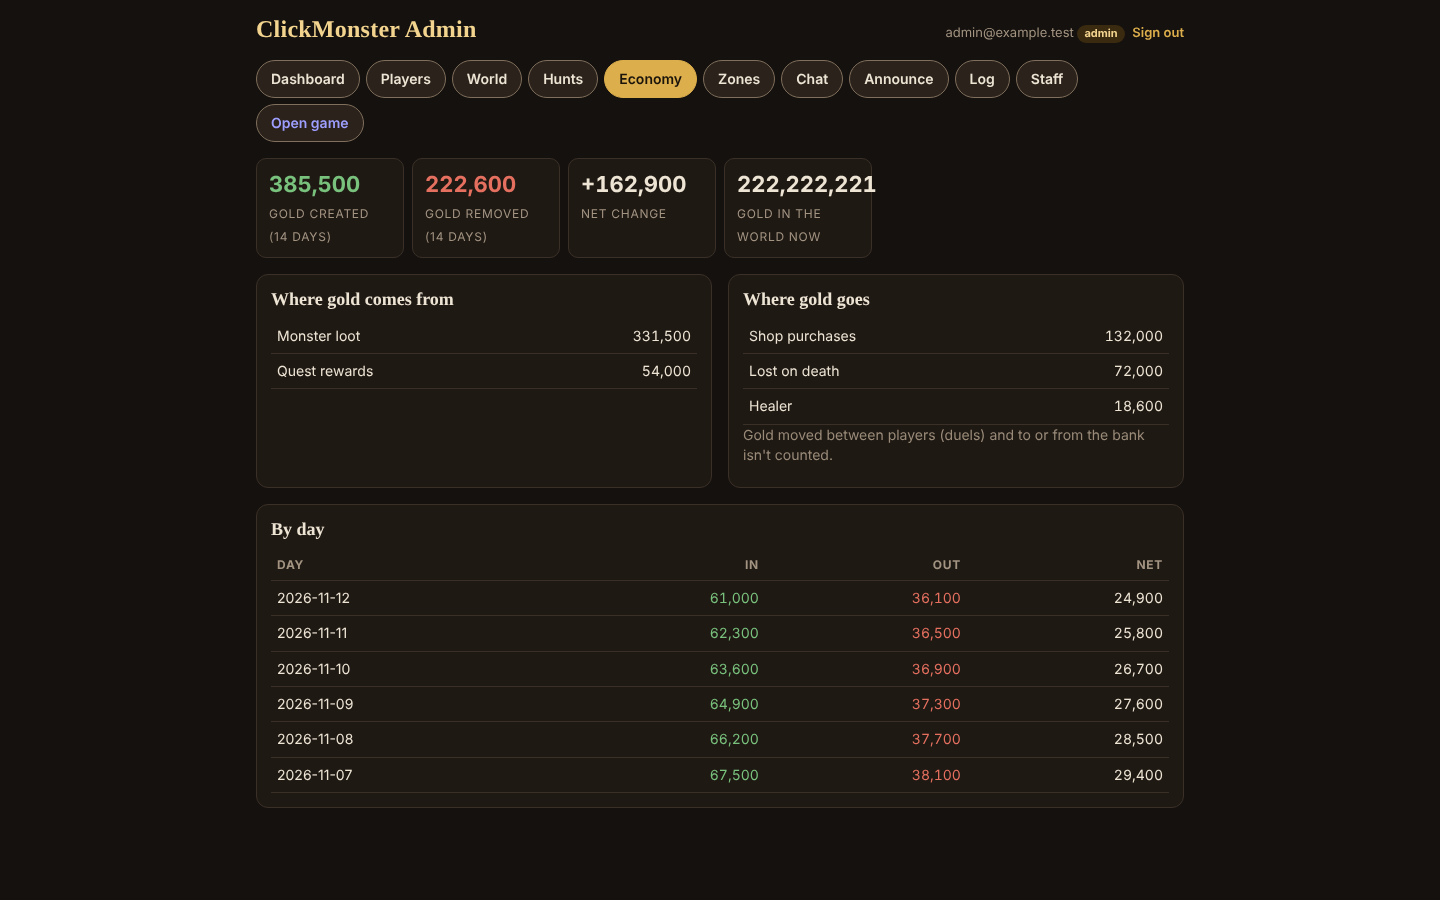 ClickMonster Admin
admin@example.test admin Sign out
Dashboard Players World Hunts Economy Zones Chat Announce Log Staff
Open game
385,500 222,600 +162,900 222,222,221
GOLD CREATED GOLD REMOVED NET CHANGE GOLD IN THE
(14 DAYS) (14 DAYS) WORLD NOW
Where gold comes from
Monster loot 331,500
Quest rewards 54,000
Where gold goes
Shop purchases 132,000
Lost on death 72,000
Healer 18,600
Gold moved between players (duels) and to or from the bank
isn't counted.
By day
DAY IN OUT NET
2026-11-12 61,000 36,100 24,900
2026-11-11 62,300 36,500 25,800
2026-11-10 63,600 36,900 26,700
2026-11-09 64,900 37,300 27,600
2026-11-08 66,200 37,700 28,500
2026-11-07 67,500 38,100 29,400